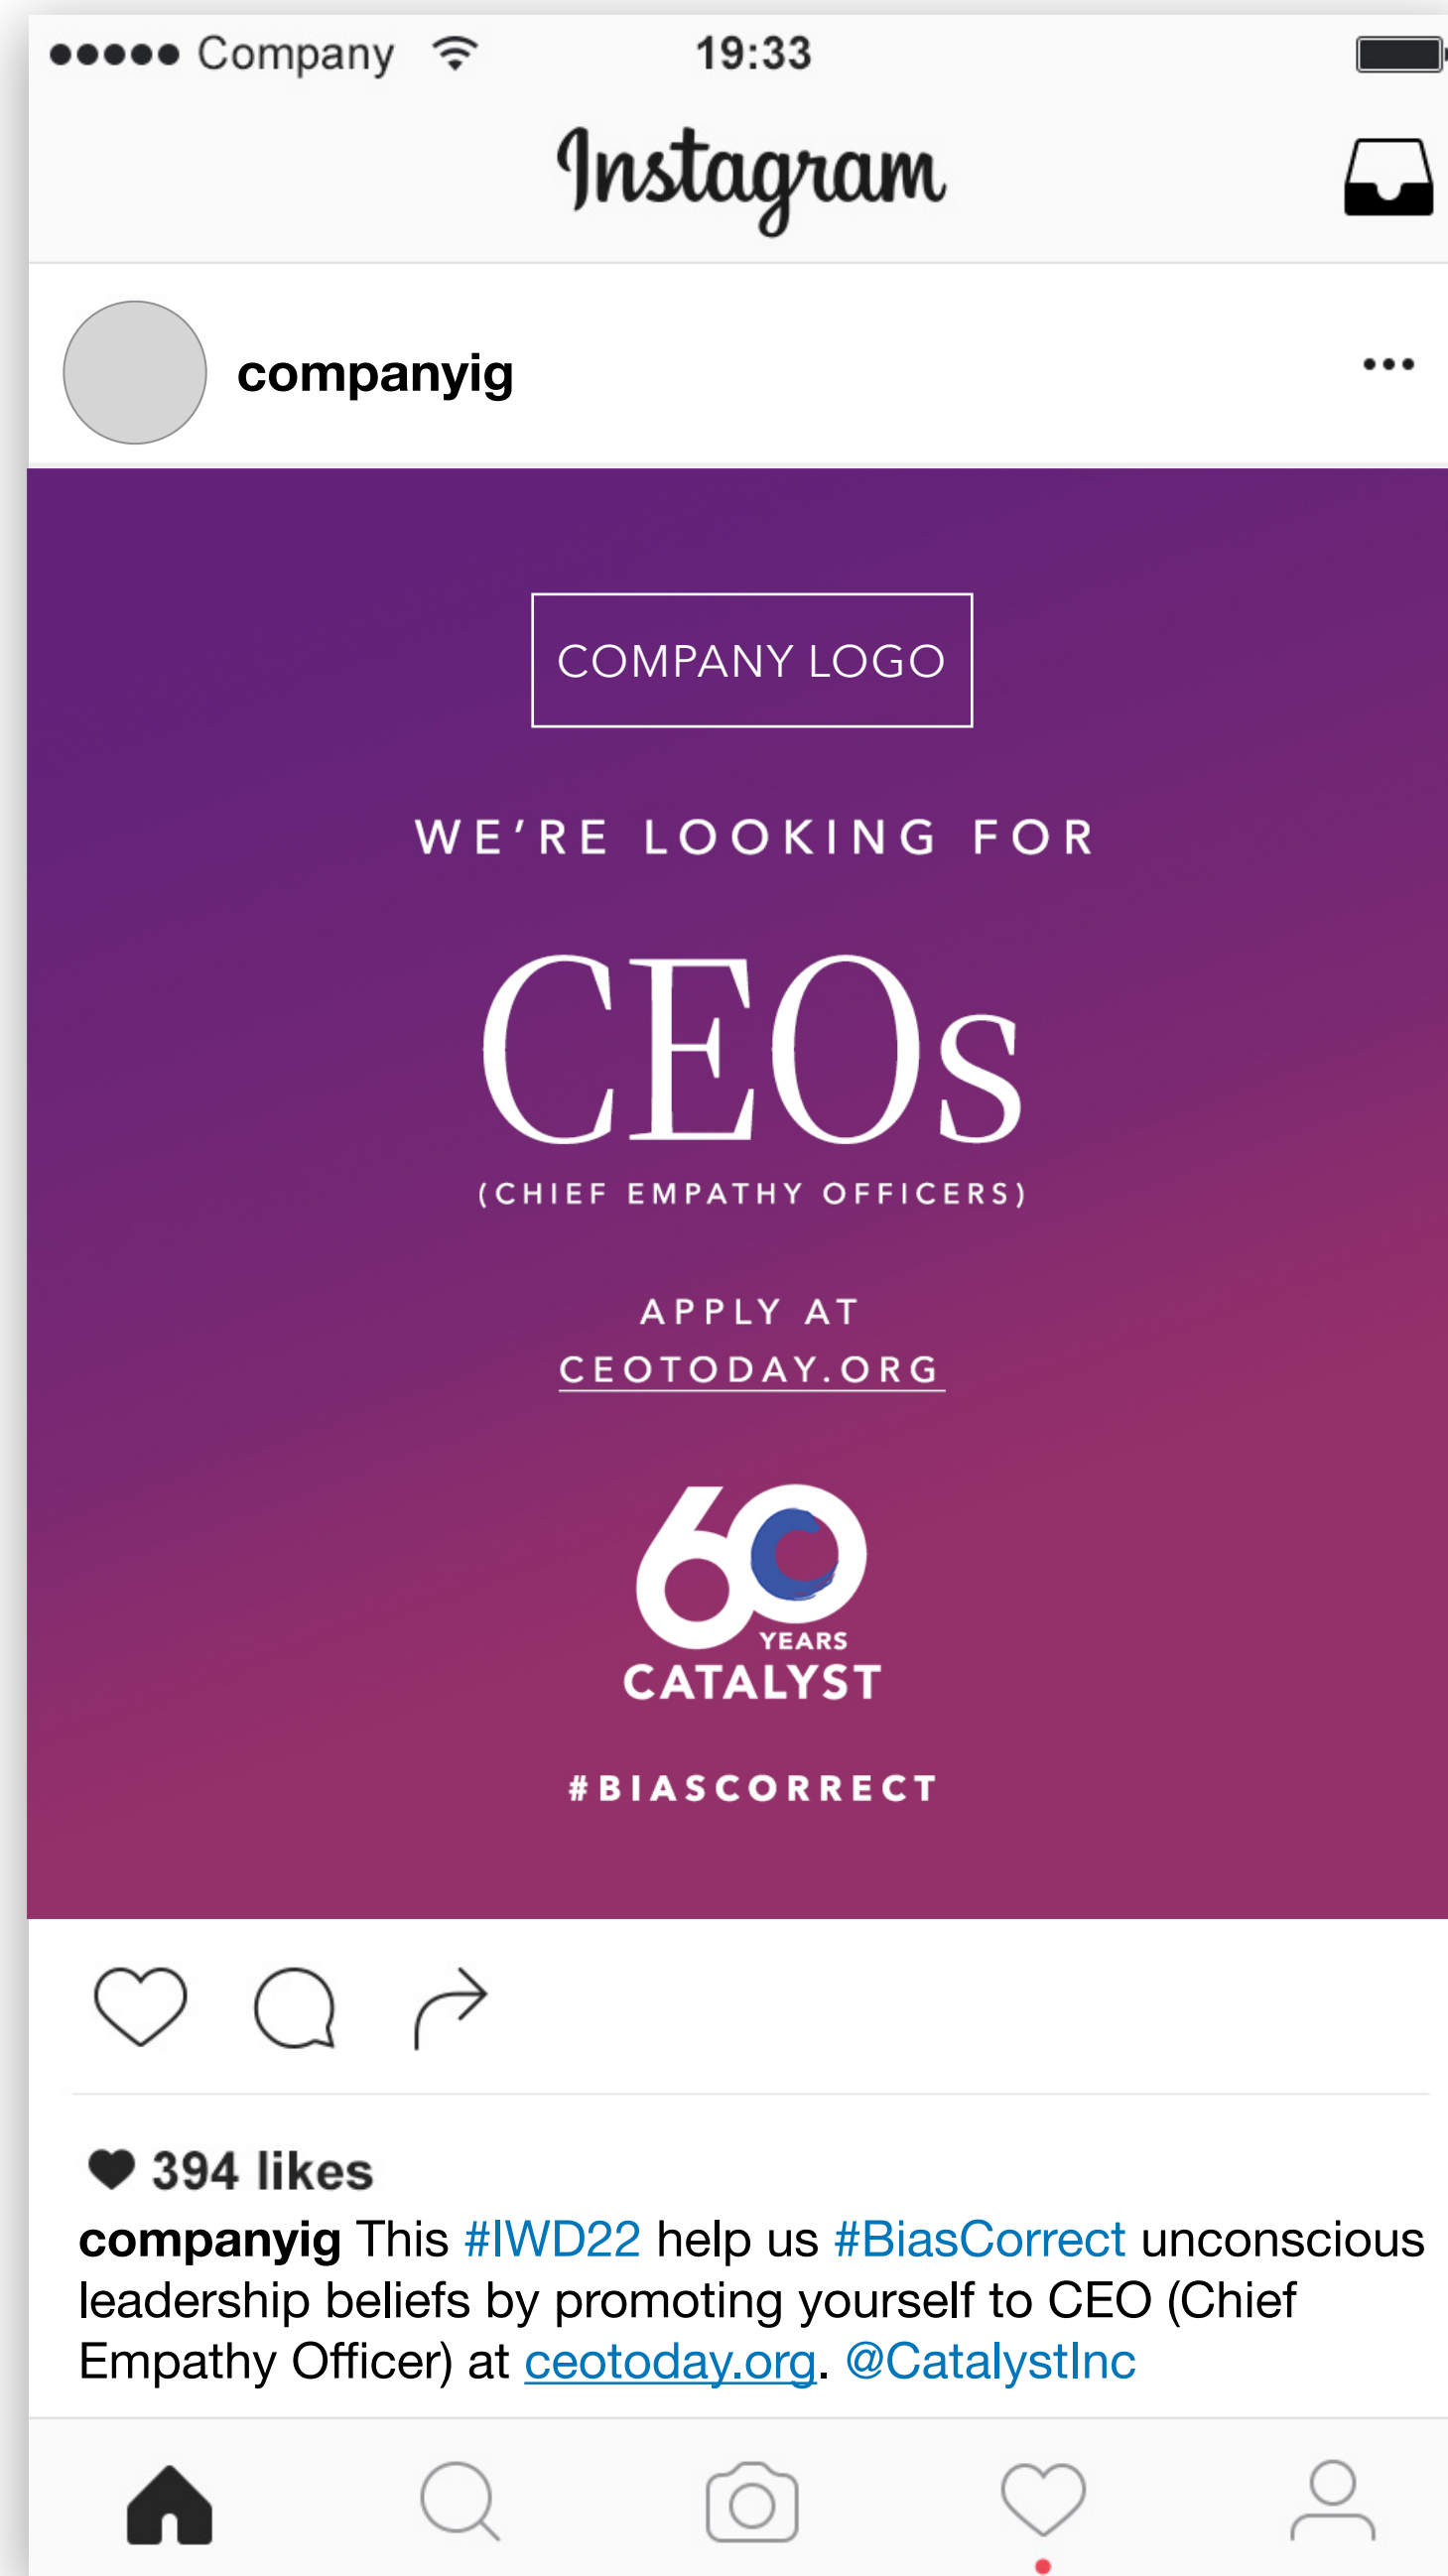 Company 19:33
Instagram
companyig
COMPANY LOGO
WE'RE LOOKING FOR
CEOs
(CHIEF EMPATHY OFFICERS)
APPLY AT
CEOTODAY.ORG
60
YEARS
CATALYST
#BIASCORRECT
394 likes
companyig This #IWD22 help us #BiasCorrect unconscious
leadership beliefs by promoting yourself to CEO (Chief
Empathy Officer) at ceotoday.org. @CatalystInc